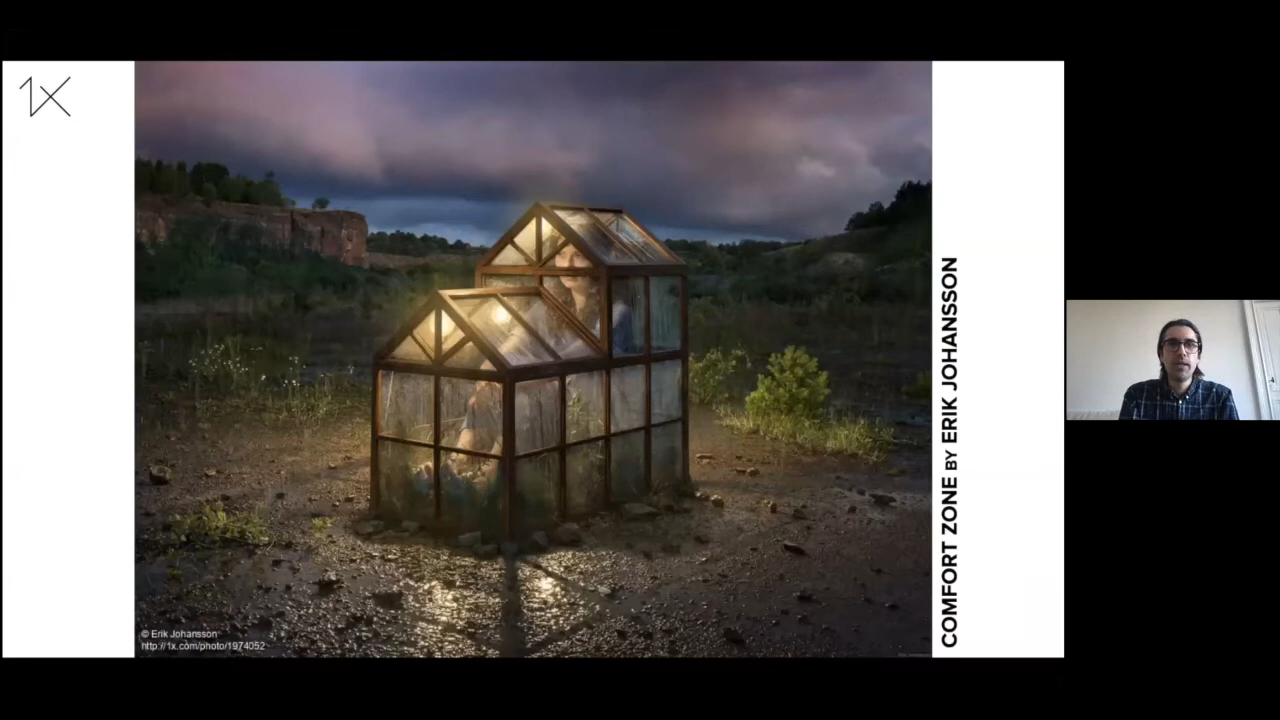 1X
COMFORT ZONE BY ERIK JOHANSSON
© Erik Johansson
http://1x.com/photo/1974052